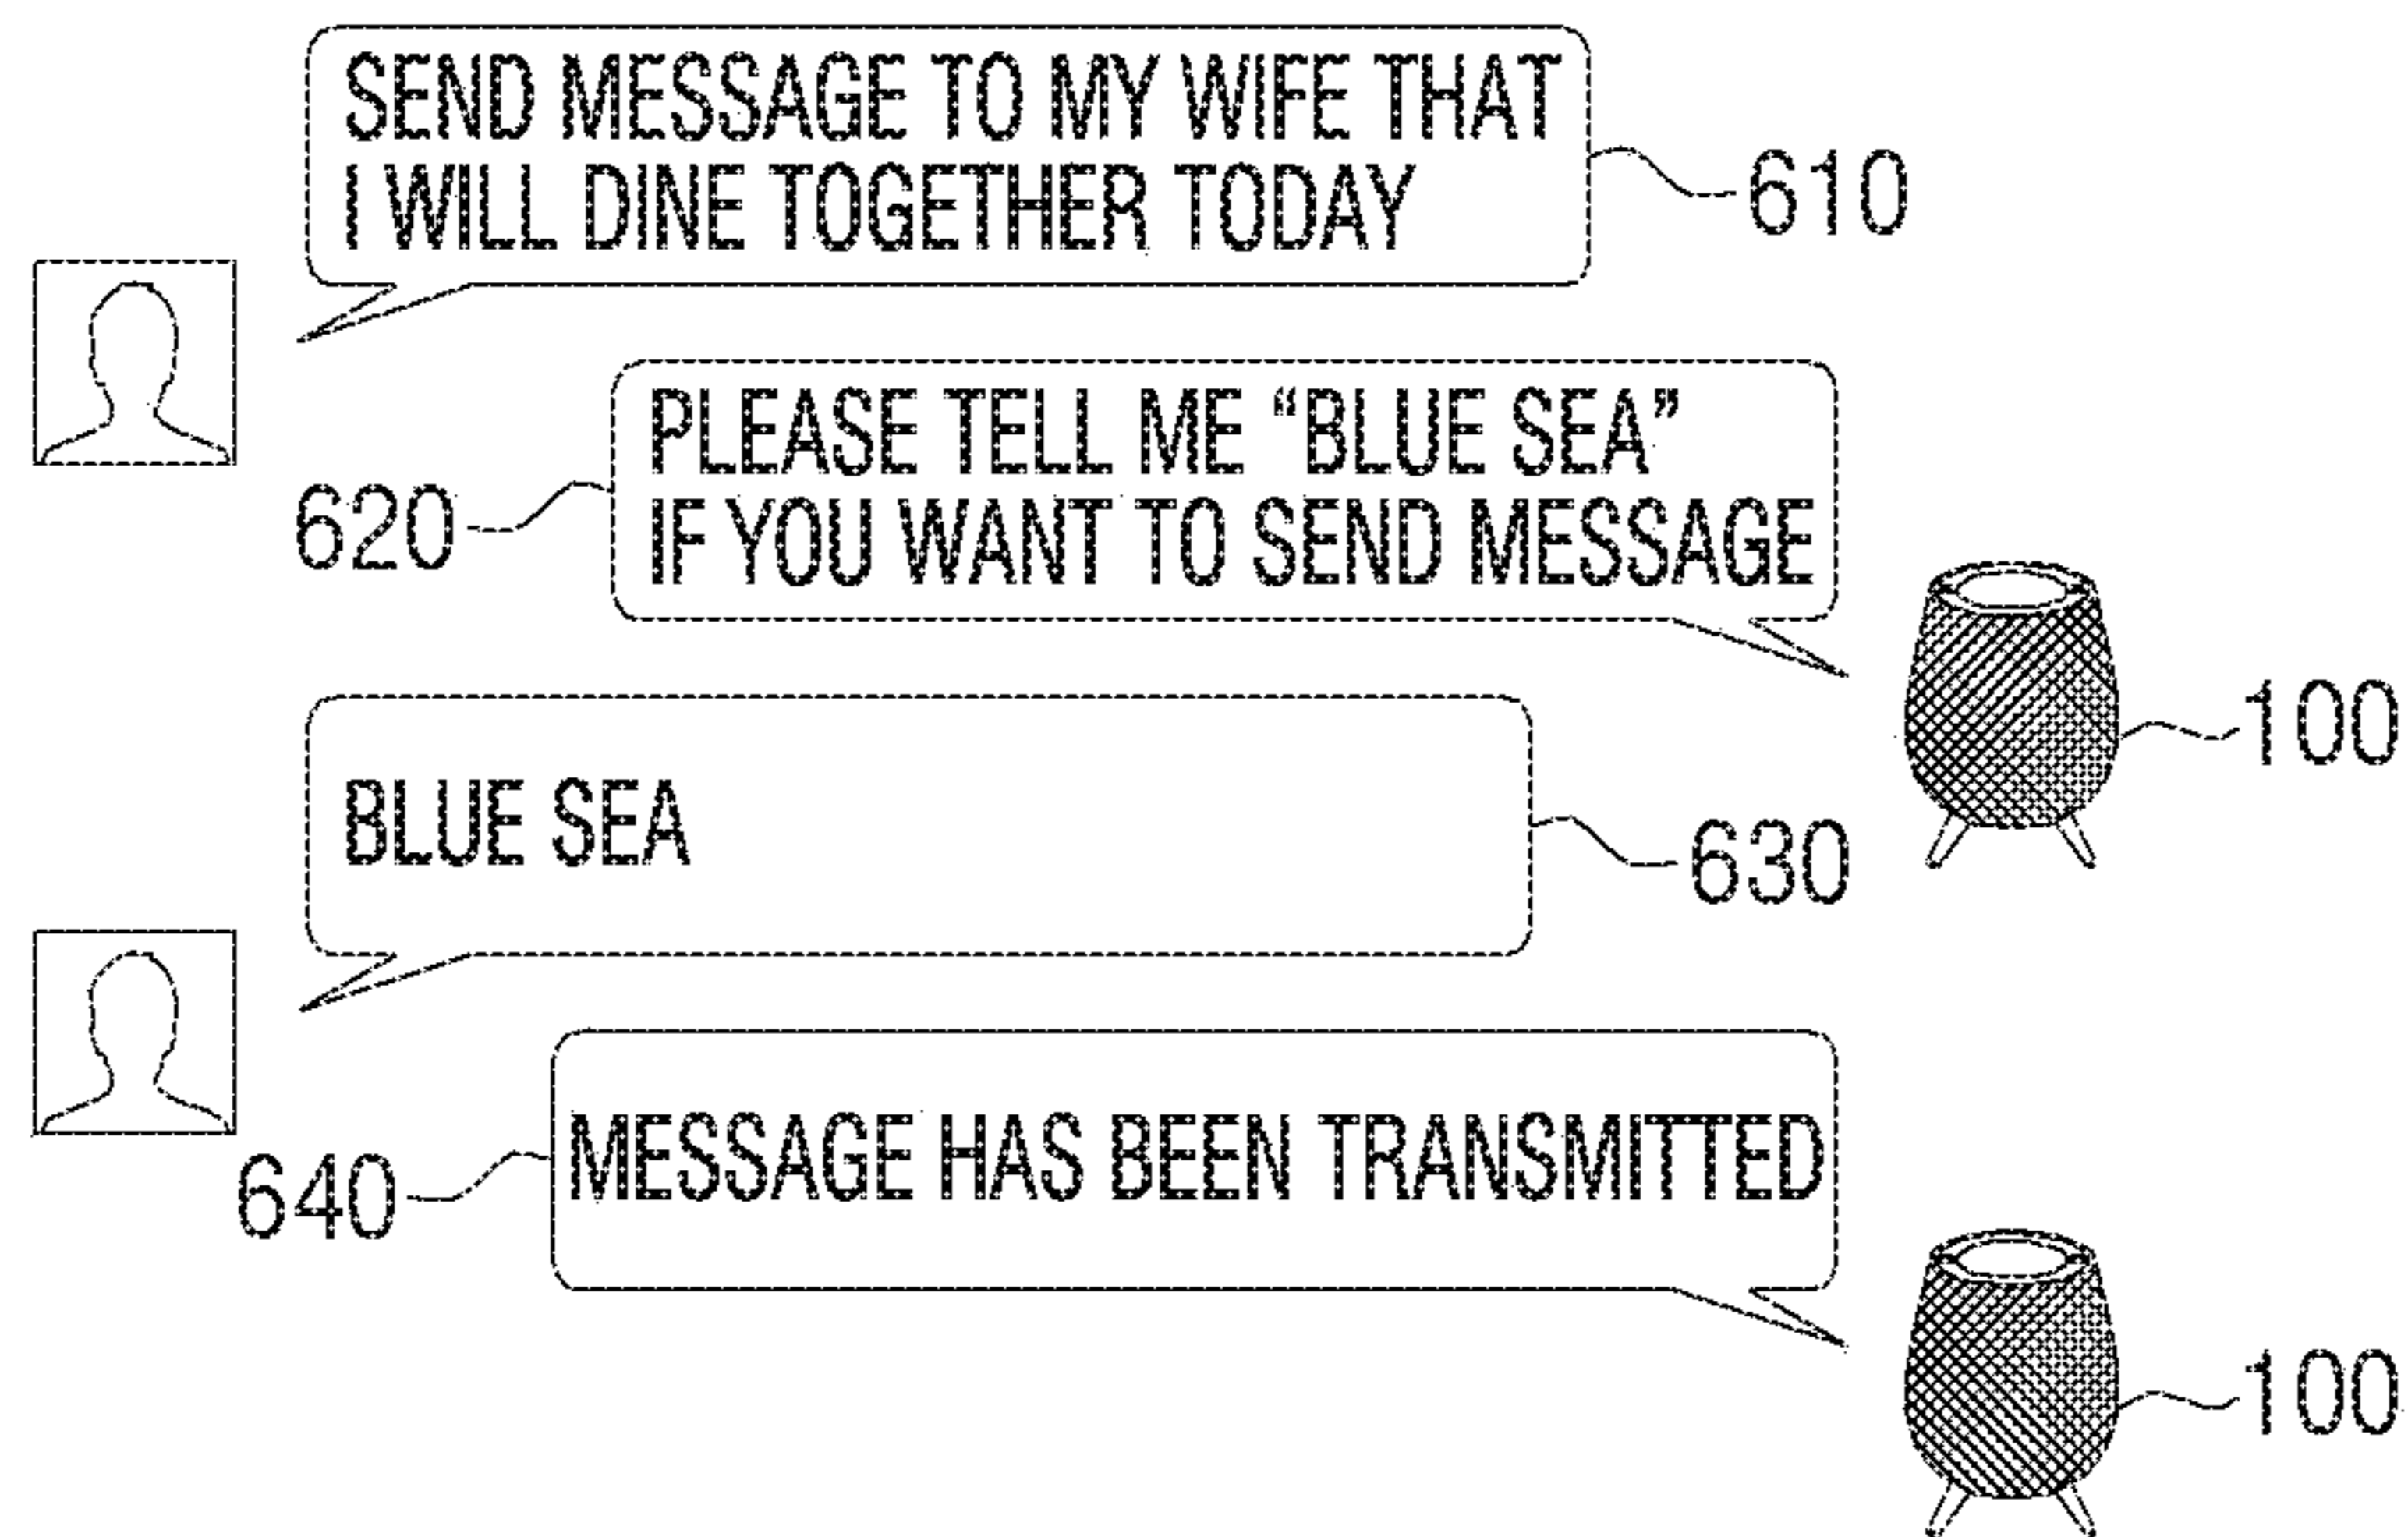 SEND MESSAGE TO MY WIFE THAT
I WILL DINE TOGETHER TODAY
610
PLEASE TELL ME “BLUE SEA”
IF YOU WANT TO SEND MESSAGE
620
100
BLUE SEA
630
MESSAGE HAS BEEN TRANSMITTED
640
100